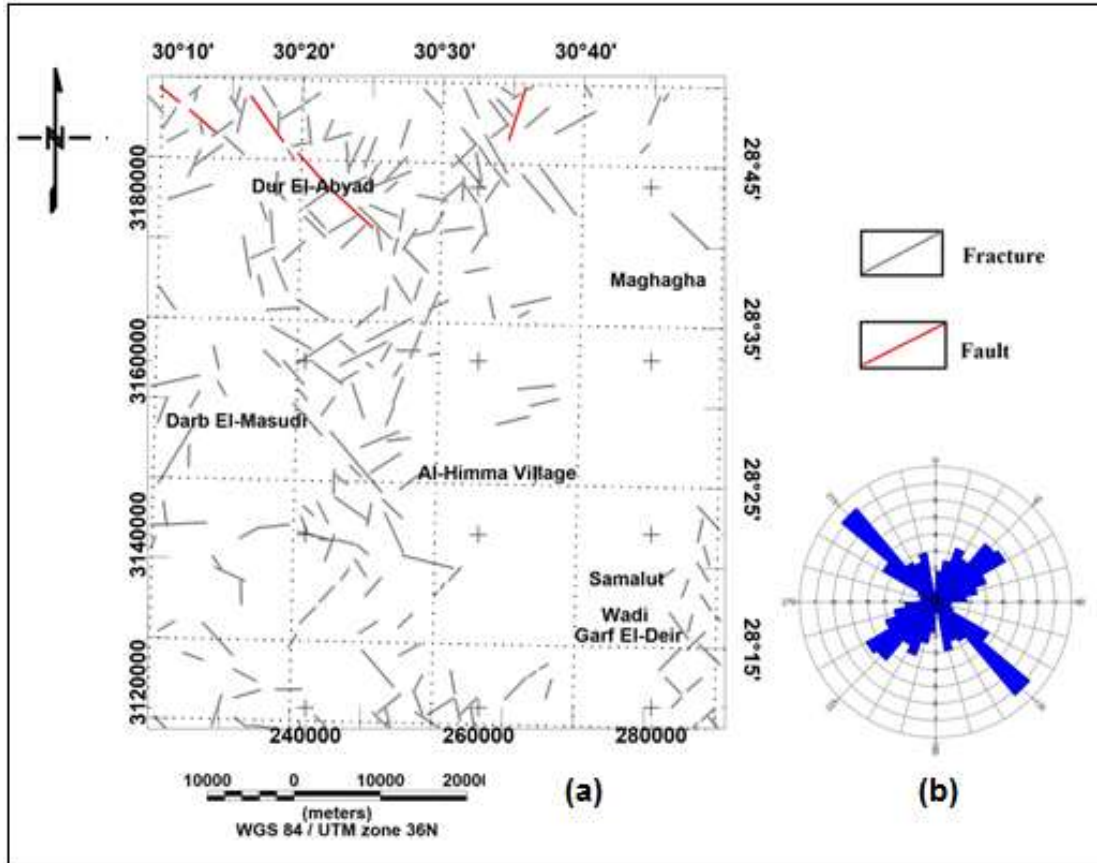 30°10' 30°20' 30°30' 30°40'
N
3180000
28°45'
Dur El-Abyad
Fracture
Maghagha
3160000
28°35'
Fault
Darb El-Masudi
Al-Himma Village
28°25'
3140000
Samalut
Wadi
Garf El-Deir
28°15'
3120000
240000 260000 280000
10000 0 10000 2000
(meters)
WGS 84 / UTM zone 36N
(a) (b)